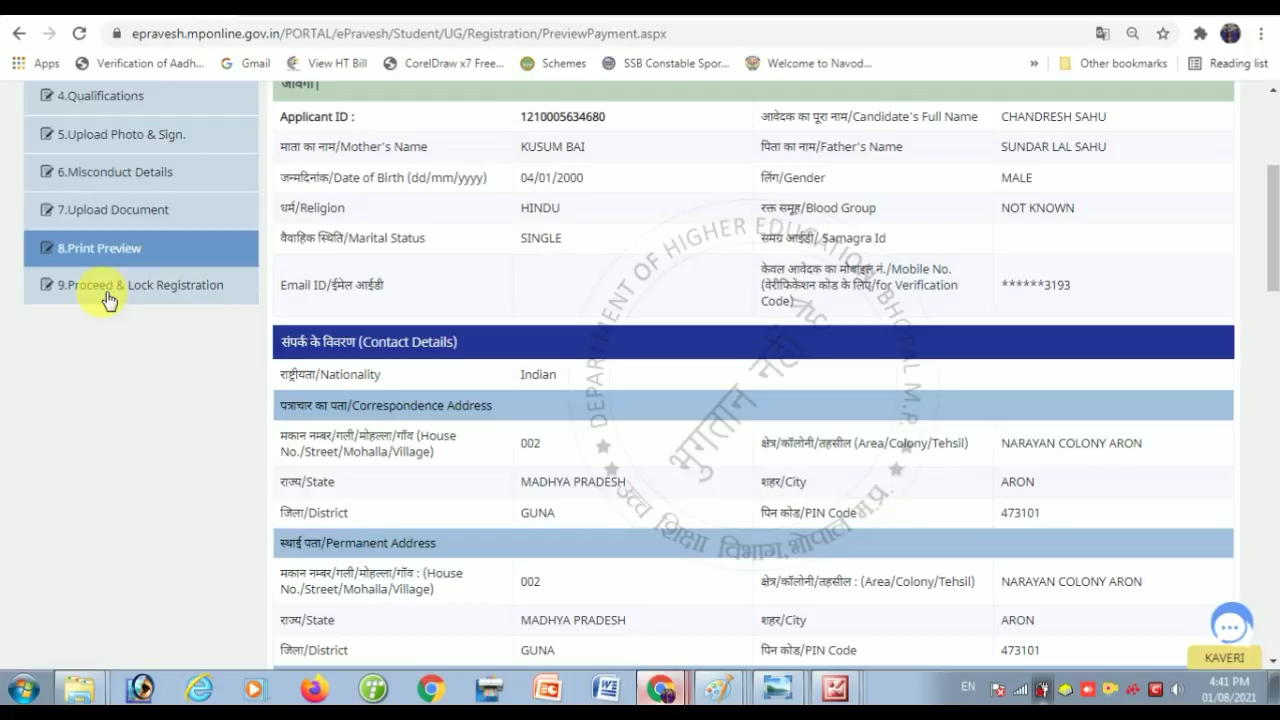 epravesh.mponline.gov.in/PORTAL/ePravesh/Student/UG/Registration/PreviewPayment.aspx
Apps Verification of Aadh... Gmail View HT Bill CorelDraw x7 Free... Schemes SSB Constable Spor... Welcome to Navod... » Other bookmarks Reading list
4.Qualifications
5.Upload Photo & Sign.
6.Misconduct Details
7.Upload Document
8.Print Preview
9.Proceed & Lock Registration
जावेगा|
Applicant ID : 1210005634680 आवेदक का पूरा नाम/Candidate's Full Name CHANDRESH SAHU
माता का नाम/Mother's Name KUSUM BAI पिता का नाम/Father's Name SUNDAR LAL SAHU
जन्मदिनांक/Date of Birth (dd/mm/yyyy) 04/01/2000 लिंग/Gender MALE
धर्म/Religion HINDU रक्त समूह/Blood Group NOT KNOWN
वैवाहिक स्थिति/Marital Status SINGLE समग्र आईडी/ Samagra Id
Email ID/ईमेल आईडी केवल आवेदक का मोबाइल नं./Mobile No. (वेरीफिकेशन कोड के लिए/for Verification Code) ******3193
संपर्क के विवरण (Contact Details)
राष्ट्रीयता/Nationality Indian
पत्राचार का पता/Correspondence Address
मकान नम्बर/गली/मोहल्ला/गाँव (House No./Street/Mohalla/Village) 002 क्षेत्र/कॉलोनी/तहसील (Area/Colony/Tehsil) NARAYAN COLONY ARON
राज्य/State MADHYA PRADESH शहर/City ARON
जिला/District GUNA पिन कोड/PIN Code 473101
स्थाई पता/Permanent Address
मकान नम्बर/गली/मोहल्ला/गाँव : (House No./Street/Mohalla/Village) 002 क्षेत्र/कॉलोनी/तहसील : (Area/Colony/Tehsil) NARAYAN COLONY ARON
राज्य/State MADHYA PRADESH शहर/City ARON
जिला/District GUNA पिन कोड/PIN Code 473101
DEPARTMENT OF HIGHER EDUCATION, BHOPAL M.P.
भुगतान नहीं
उच्च शिक्षा विभाग, भोपाल म.प्र.
KAVERI
EN 4:41 PM
01/08/2021